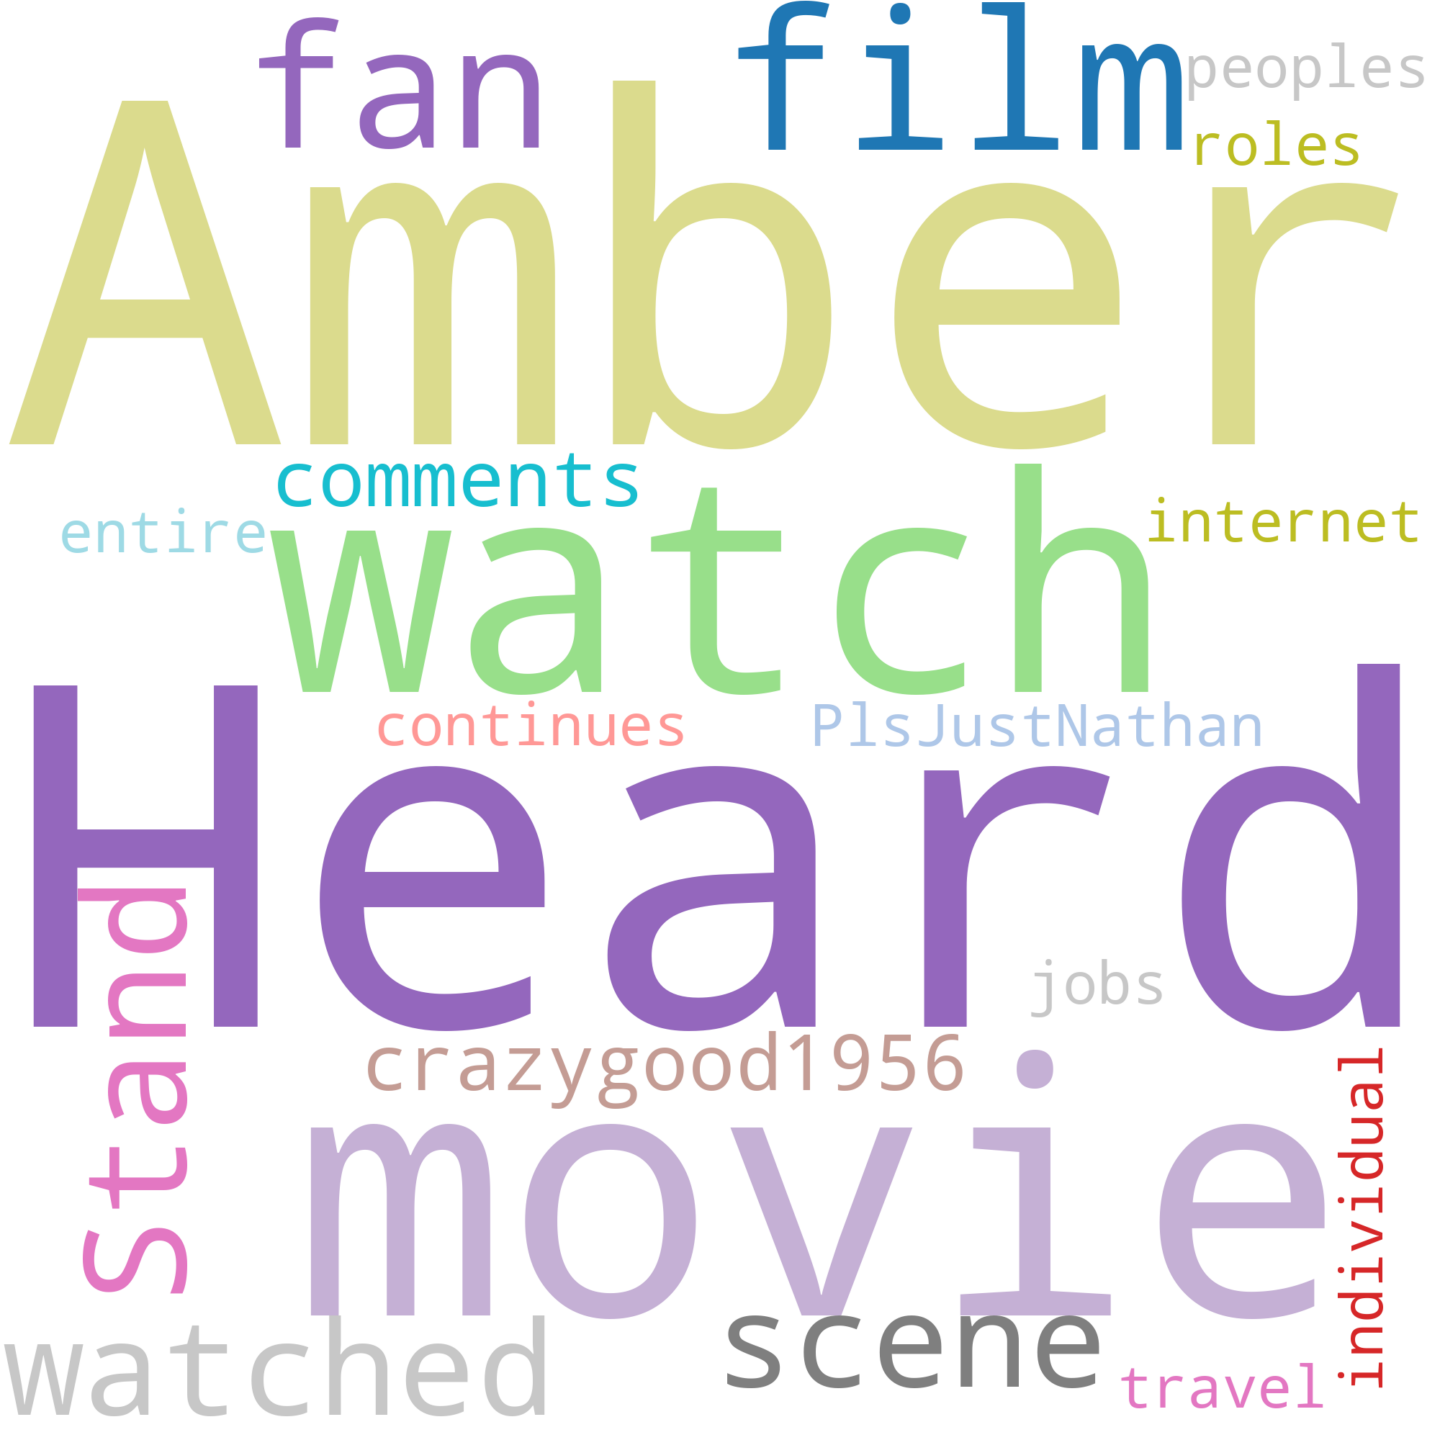 fan
film
peoples
roles
Amber
comments
entire
watch
internet
continues
PlsJustNathan
Heard
Stand
jobs
crazygood1956
movie
individual
watched
scene
travel